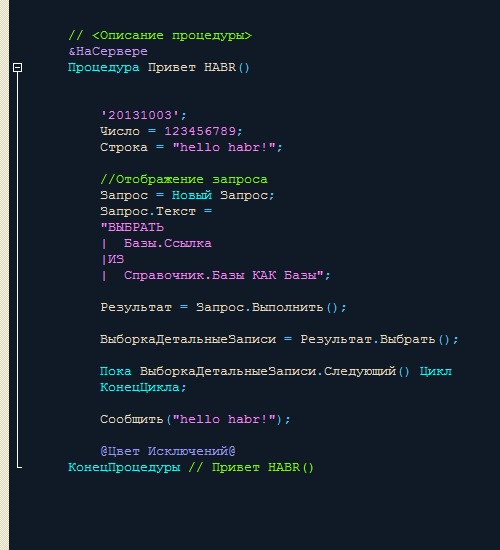 // <Описание процедуры>
&НаСервере
Процедура Привет HABR()
'20131003';
Число = 123456789;
Строка = "hello habr!";
//Отображение запроса
Запрос = Новый Запрос;
Запрос.Текст =
"ВЫБРАТЬ
|  Базы.Ссылка
|ИЗ
|  Справочник.Базы КАК Базы";
Результат = Запрос.Выполнить();
ВыборкаДетальныеЗаписи = Результат.Выбрать();
Пока ВыборкаДетальныеЗаписи.Следующий() Цикл
КонецЦикла;
Сообщить("hello habr!");
@Цвет Исключений@
КонецПроцедуры // Привет HABR()